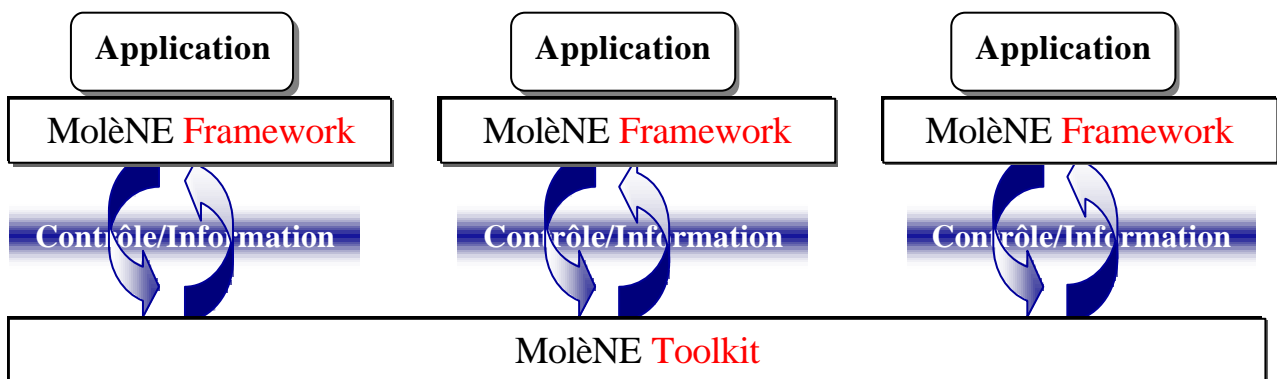 Application Application Application
MolèNE Framework MolèNE Framework MolèNE Framework
Contrôle/Information Contrôle/Information Contrôle/Information
MolèNE Toolkit